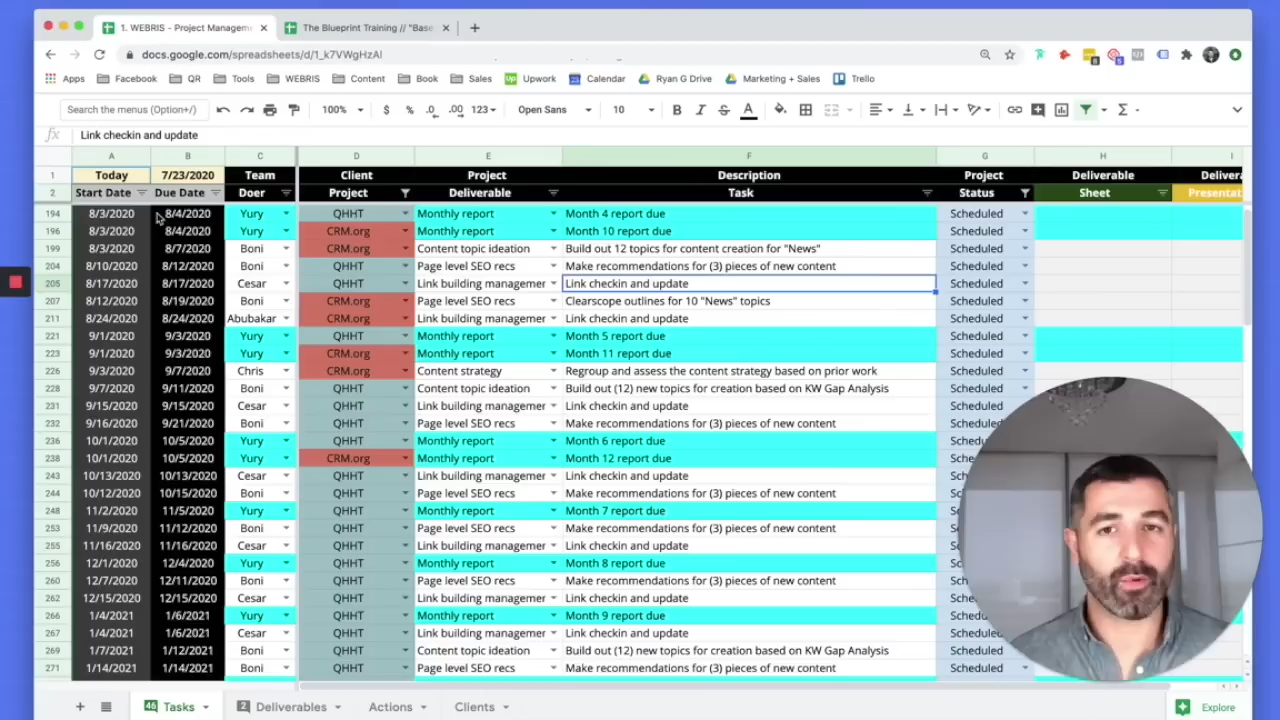 1. WEBRIS - Project Managem
The Blueprint Training // "Base
docs.google.com/spreadsheets/d/1_k7VWgHzAI
Apps Facebook QR Tools WEBRIS Content Book Sales Up Upwork Calendar Ryan G Drive Marketing + Sales Trello
Search the menus (Option+/) 100% $ % .0 .00 123 Open Sans 10 B I S A
fx Link checkin and update
A B C D E F G H I
1 Today 7/23/2020 Team Client Project Description Project Deliverable Delivera
2 Start Date Due Date Doer Project Deliverable Task Status Sheet Presentat
194 8/3/2020 8/4/2020 Yury QHHT Monthly report Month 4 report due Scheduled
196 8/3/2020 8/4/2020 Yury CRM.org Monthly report Month 10 report due Scheduled
199 8/3/2020 8/7/2020 Boni CRM.org Content topic ideation Build out 12 topics for content creation for "News" Scheduled
204 8/10/2020 8/12/2020 Boni QHHT Page level SEO recs Make recommendations for (3) pieces of new content Scheduled
205 8/17/2020 8/17/2020 Cesar QHHT Link building managemer Link checkin and update Scheduled
207 8/12/2020 8/19/2020 Boni CRM.org Page level SEO recs Clearscope outlines for 10 "News" topics Scheduled
211 8/24/2020 8/24/2020 Abubakar CRM.org Link building managemer Link checkin and update Scheduled
221 9/1/2020 9/3/2020 Yury QHHT Monthly report Month 5 report due Scheduled
223 9/1/2020 9/3/2020 Yury CRM.org Monthly report Month 11 report due Scheduled
226 9/3/2020 9/7/2020 Chris CRM.org Content strategy Regroup and assess the content strategy based on prior work Scheduled
228 9/7/2020 9/11/2020 Boni QHHT Content topic ideation Build out (12) new topics for creation based on KW Gap Analysis Scheduled
231 9/15/2020 9/15/2020 Cesar QHHT Link building managemer Link checkin and update Scheduled
232 9/16/2020 9/21/2020 Boni QHHT Page level SEO recs Make recommendations for (3) pieces of new content Scheduled
236 10/1/2020 10/5/2020 Yury QHHT Monthly report Month 6 report due Scheduled
238 10/1/2020 10/5/2020 Yury CRM.org Monthly report Month 12 report due Scheduled
243 10/13/2020 10/13/2020 Cesar QHHT Link building managemer Link checkin and update Scheduled
244 10/12/2020 10/15/2020 Boni QHHT Page level SEO recs Make recommendations for (3) pieces of new content Scheduled
248 11/2/2020 11/5/2020 Yury QHHT Monthly report Month 7 report due Scheduled
253 11/9/2020 11/12/2020 Boni QHHT Page level SEO recs Make recommendations for (3) pieces of new content Scheduled
255 11/16/2020 11/16/2020 Cesar QHHT Link building managemer Link checkin and update Scheduled
256 12/1/2020 12/4/2020 Yury QHHT Monthly report Month 8 report due Scheduled
260 12/7/2020 12/11/2020 Boni QHHT Page level SEO recs Make recommendations for (3) pieces of new content Scheduled
262 12/15/2020 12/15/2020 Cesar QHHT Link building managemer Link checkin and update Scheduled
266 1/4/2021 1/6/2021 Yury QHHT Monthly report Month 9 report due Scheduled
267 1/4/2021 1/6/2021 Cesar QHHT Link building managemer Link checkin and update Scheduled
269 1/7/2021 1/12/2021 Boni QHHT Content topic ideation Build out (12) new topics for creation based on KW Gap Analysis Scheduled
271 1/14/2021 1/14/2021 Boni QHHT Page level SEO recs Make recommendations for (3) pieces of new content Scheduled
46 Tasks 2 Deliverables Actions Clients Explore